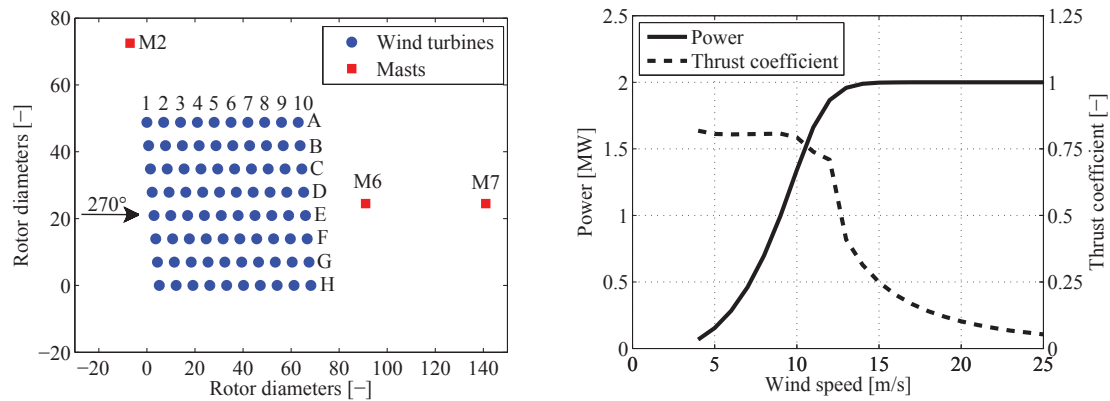 80
60
40
20
0
−20
Rotor diameters [−]
M2
Wind turbines
Masts
1 2 3 4 5 6 7 8 9 10
A
B
C
D
E
F
G
H
M6
M7
270°
−20 0 20 40 60 80 100 120 140
Rotor diameters [−]
2.5
2
1.5
1
0.5
0
Power [MW]
Power
Thrust coefficient
1.25
1
0.75
0.5
0.25
0
Thrust coefficient [−]
0 5 10 15 20 25
Wind speed [m/s]